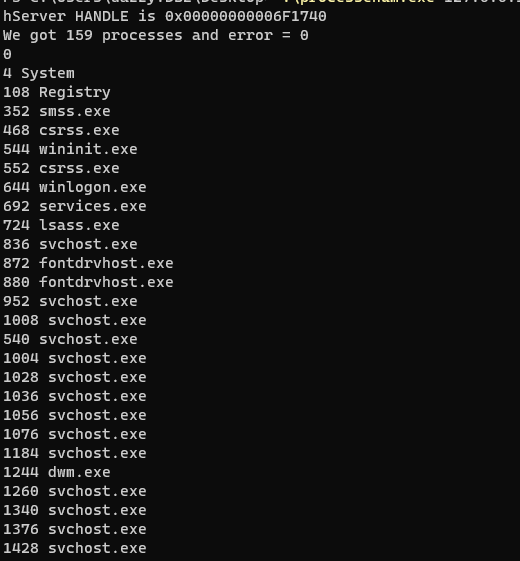 hServer HANDLE is 0x00000000006F1740
We got 159 processes and error = 0
0
4 System
108 Registry
352 smss.exe
468 csrss.exe
544 wininit.exe
552 csrss.exe
644 winlogon.exe
692 services.exe
724 lsass.exe
836 svchost.exe
872 fontdrvhost.exe
880 fontdrvhost.exe
952 svchost.exe
1008 svchost.exe
540 svchost.exe
1004 svchost.exe
1028 svchost.exe
1036 svchost.exe
1056 svchost.exe
1076 svchost.exe
1184 svchost.exe
1244 dwm.exe
1260 svchost.exe
1340 svchost.exe
1376 svchost.exe
1428 svchost.exe